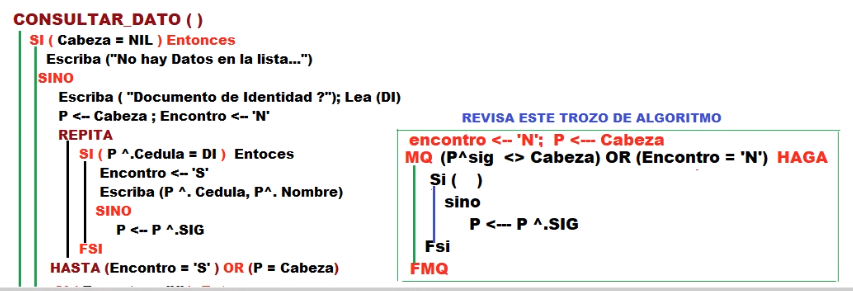 CONSULTAR_DATO ( )
SI ( Cabeza = NIL ) Entonces
Escriba ("No hay Datos en la lista...")
SINO
Escriba ( "Documento de Identidad ?"); Lea (DI)
P <-- Cabeza ; Encontro <-- 'N'
REPITA
SI ( P ^.Cedula = DI ) Entoces
Encontro <-- 'S'
Escriba (P ^. Cedula, P^. Nombre)
SINO
P <-- P ^.SIG
FSI
HASTA (Encontro = 'S' ) OR (P = Cabeza)
REVISA ESTE TROZO DE ALGORITMO
encontro <-- 'N'; P <--- Cabeza
MQ (P^sig <> Cabeza) OR (Encontro = 'N') HAGA
Si ( )
sino
P <--- P ^.SIG
Fsi
FMQ